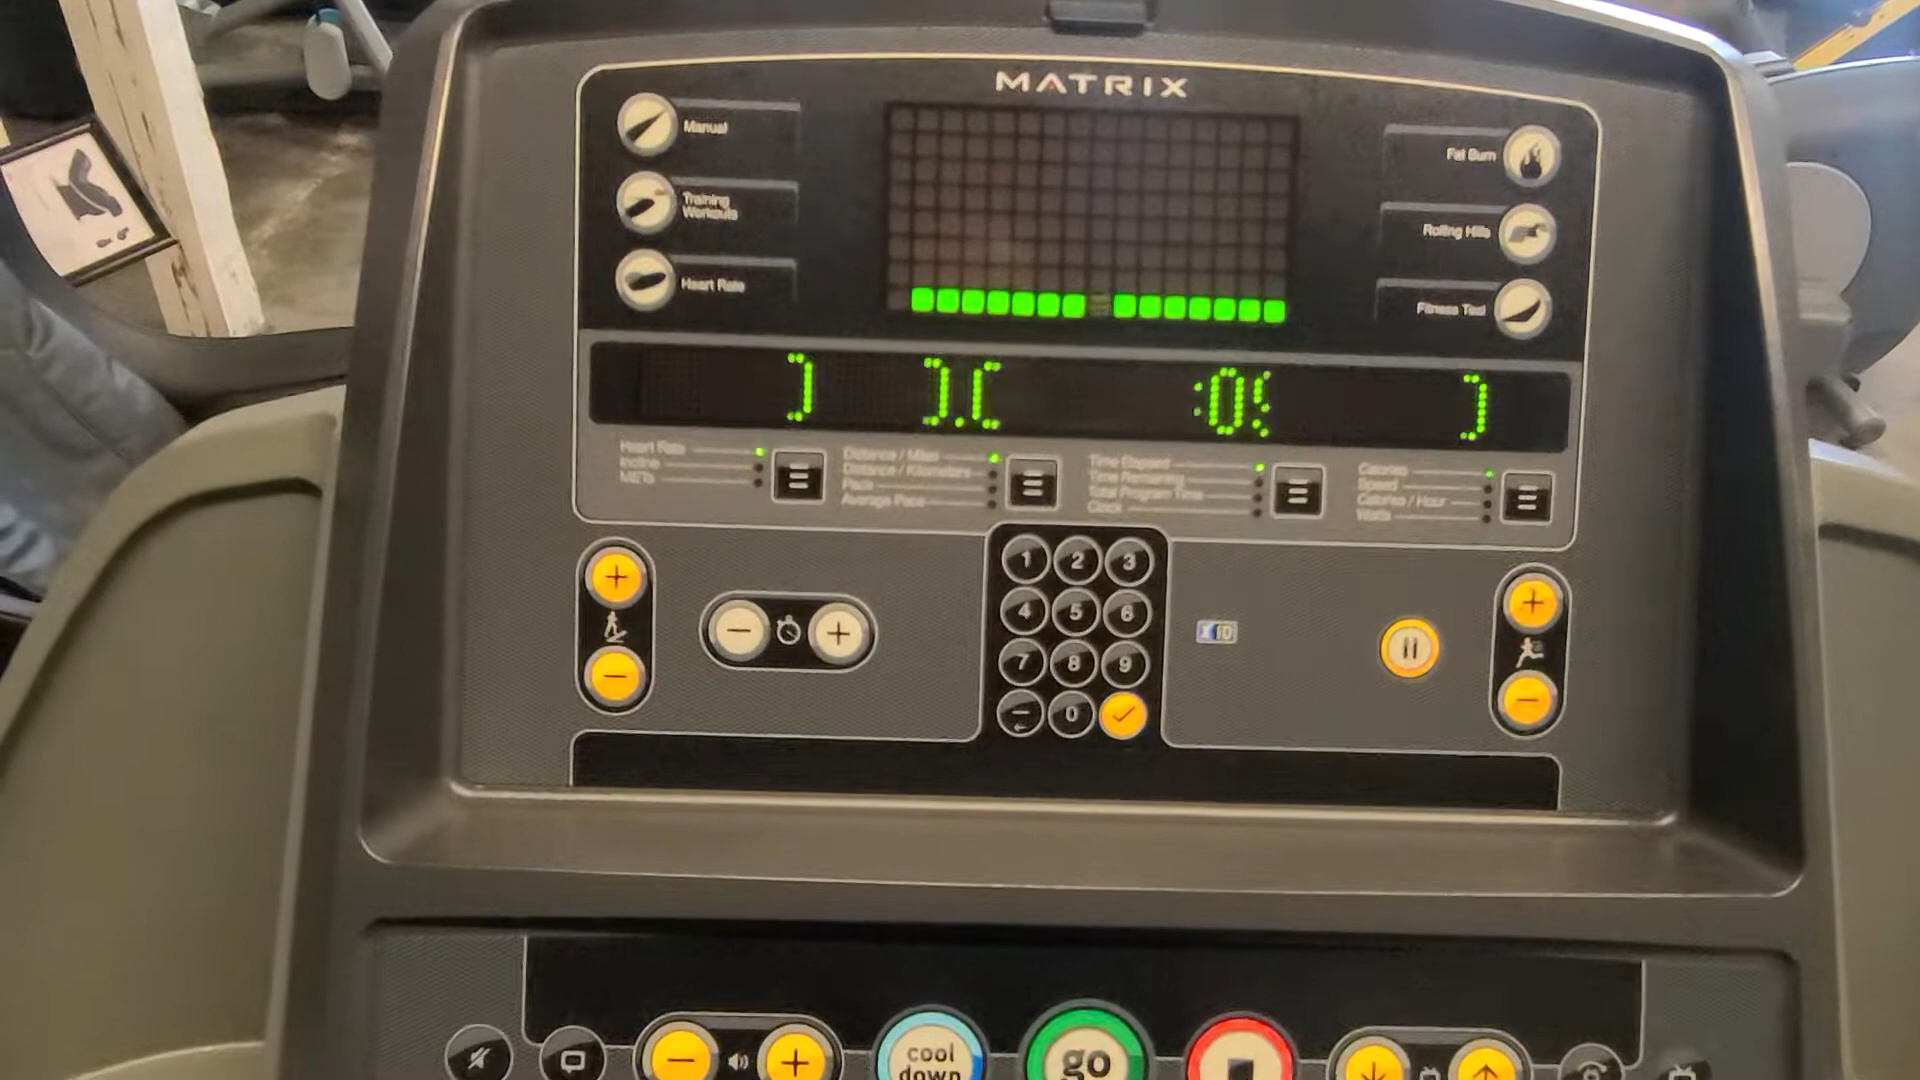 MATRIX
Manual
Fat Burn
Training
Workouts
Rolling Hills
Heart Rate
Fitness Test
Heart Rate
Incline
METs
Distance / Miles
Distance / Kilometers
Pace
Average Pace
Time Elapsed
Time Remaining
Total Program Time
Clock
Calories
Speed
Calories / Hour
Watts
1 2 3
4 5 6
7 8 9
0
xiD
cool
down
go